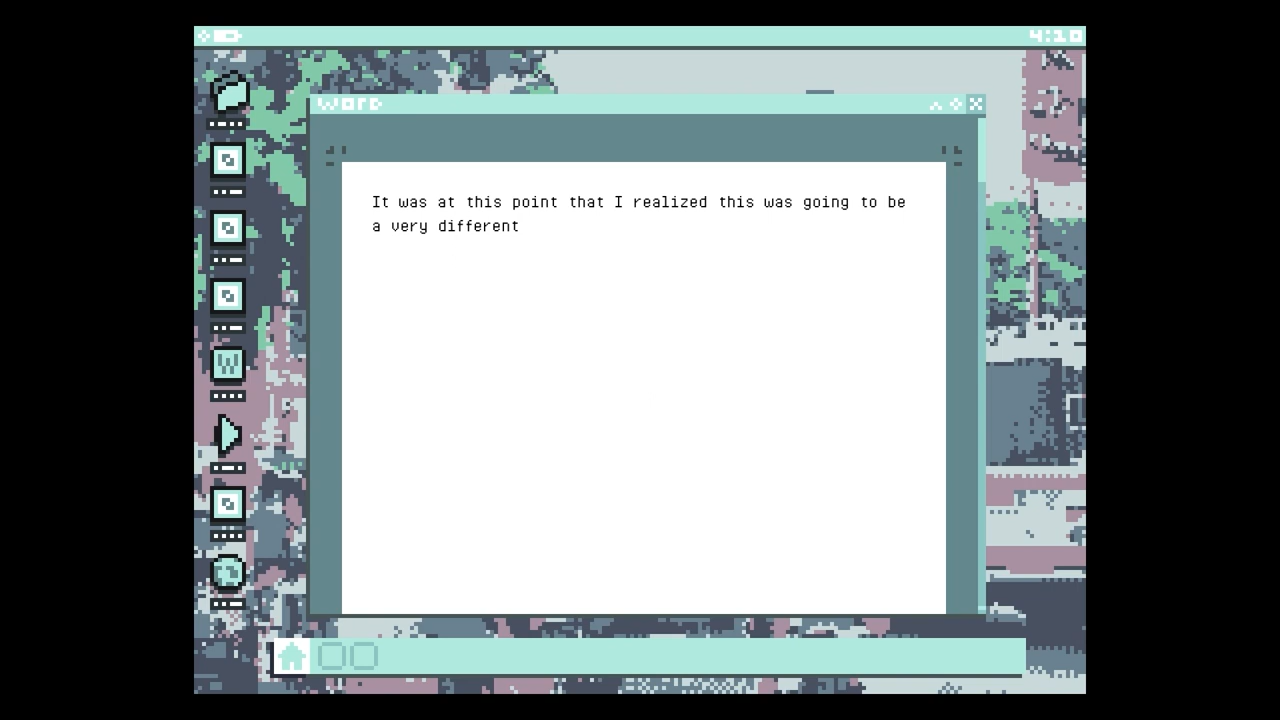 4:10
Word
It was at this point that I realized this was going to be
a very different
W